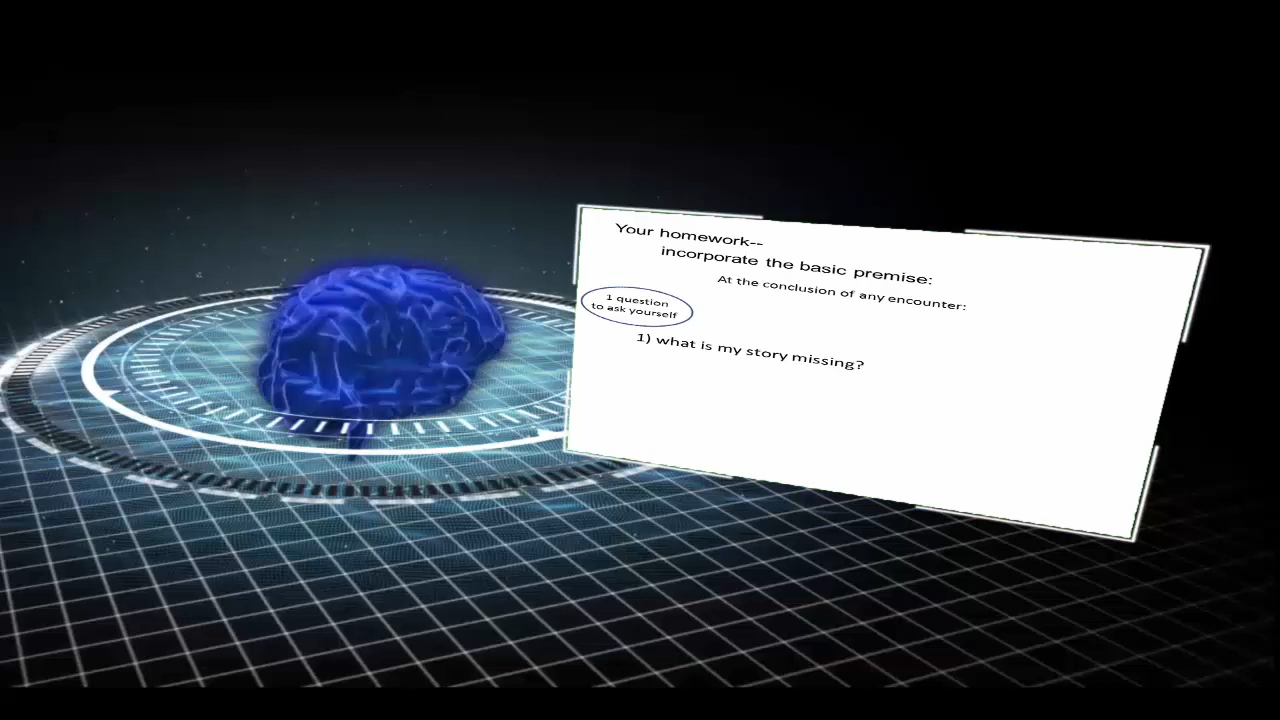 Your homework--
incorporate the basic premise:
At the conclusion of any encounter:
1 question
to ask yourself
1) what is my story missing?